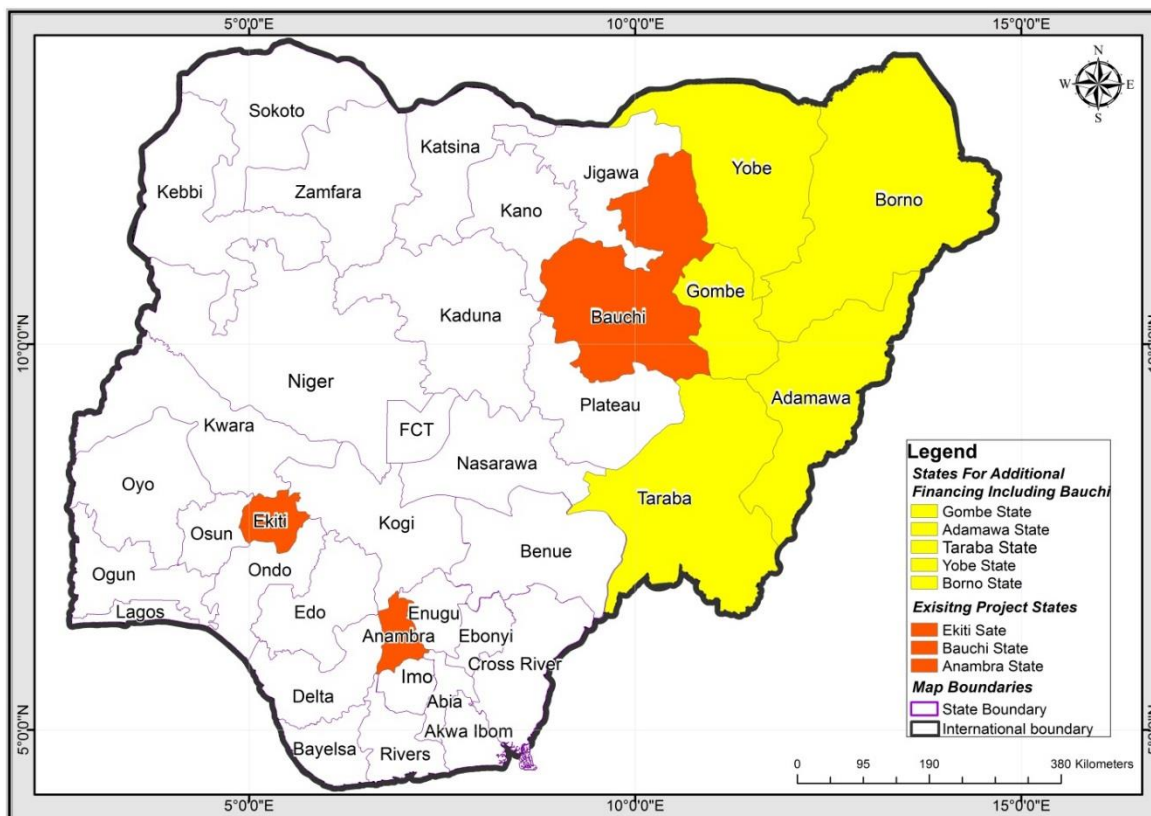 5°0'0"E 10°0'0"E 15°0'0"E
N
W E
S
Sokoto
Katsina
Jigawa
Yobe
Kebbi
Zamfara
Kano
Borno
Gombe
Kaduna
Bauchi
10°0'0"N
Niger
Adamawa
Plateau
Kwara
FCT
Nasarawa
Oyo
Taraba
Ekiti
Kogi
Osun
Benue
Ondo
Ogun
Lagos
Edo
Enugu
Anambra
Ebonyi
Cross River
Imo
Delta
Abia
Akwa Ibom
5°0'0"N
Bayelsa
Rivers
Legend
States For Additional
Financing Including Bauchi
Gombe State
Adamawa State
Taraba State
Yobe State
Borno State
Exisitng Project States
Ekiti Sate
Bauchi State
Anambra State
Map Boundaries
State Boundary
International boundary
0 95 190 380 Kilometers
5°0'0"E 10°0'0"E 15°0'0"E